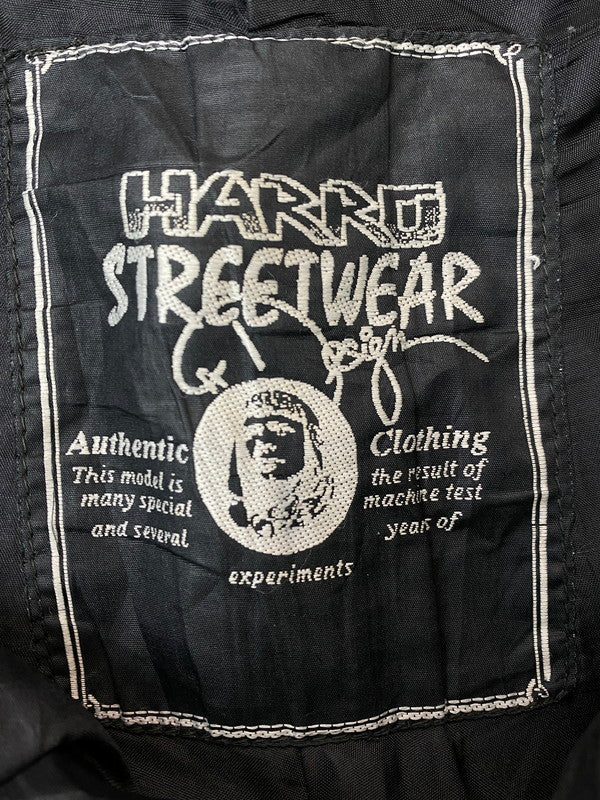 HARRO
STREETWEAR
Design
Authentic Clothing
This model is the result of
many special machine test
and several years of
experiments